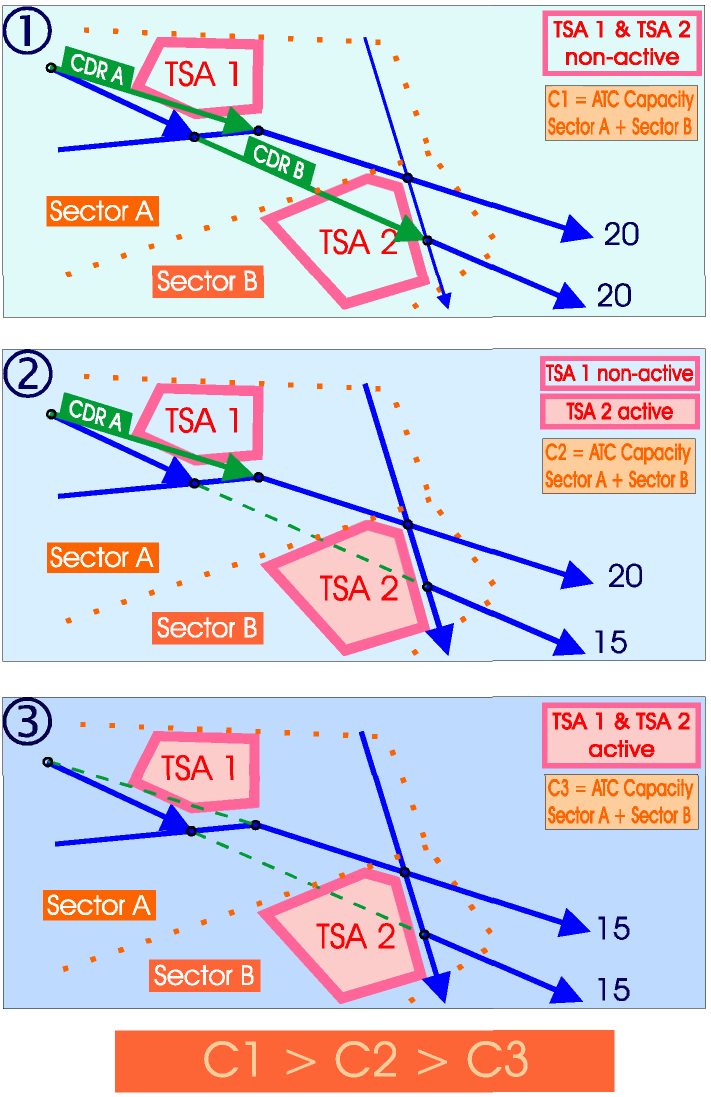 1
CDR A
TSA 1
TSA 1 & TSA 2
non-active
C1 = ATC Capacity
Sector A + Sector B
CDR B
Sector A
TSA 2
20
Sector B
20
2
CDR A
TSA 1
TSA 1 non-active
TSA 2 active
C2 = ATC Capacity
Sector A + Sector B
Sector A
TSA 2
20
Sector B
15
3
TSA 1
TSA 1 & TSA 2
active
C3 = ATC Capacity
Sector A + Sector B
Sector A
TSA 2
15
Sector B
15
C1 > C2 > C3